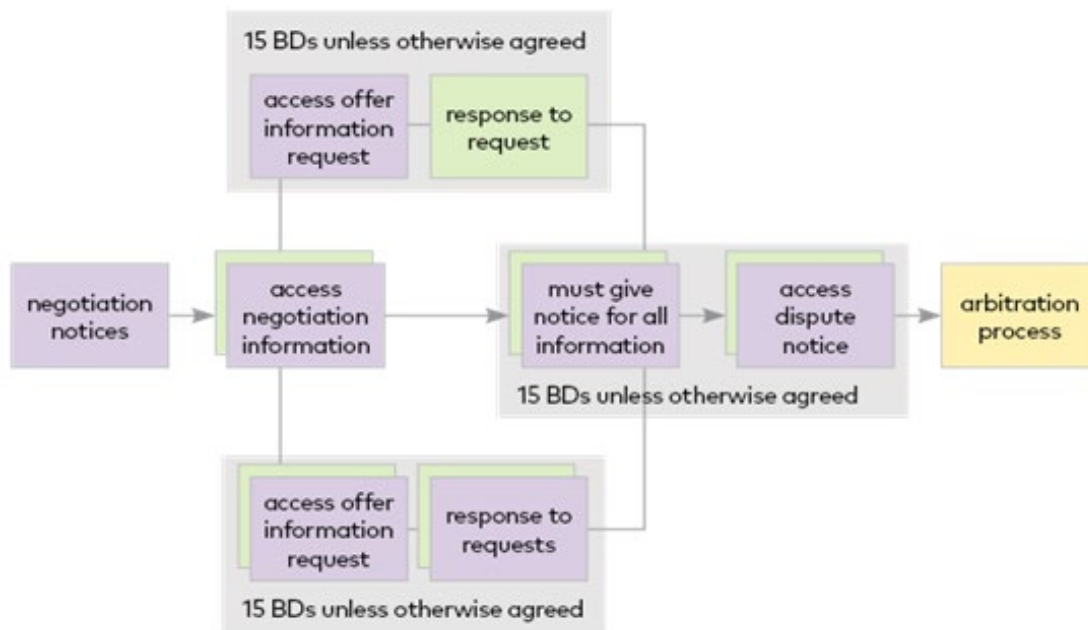 15 BDs unless otherwise agreed
access offer
information
request
response to
request
negotiation
notices
access
negotiation
information
must give
notice for all
information
access
dispute
notice
arbitration
process
15 BDs unless otherwise agreed
access offer
information
request
response to
requests
15 BDs unless otherwise agreed